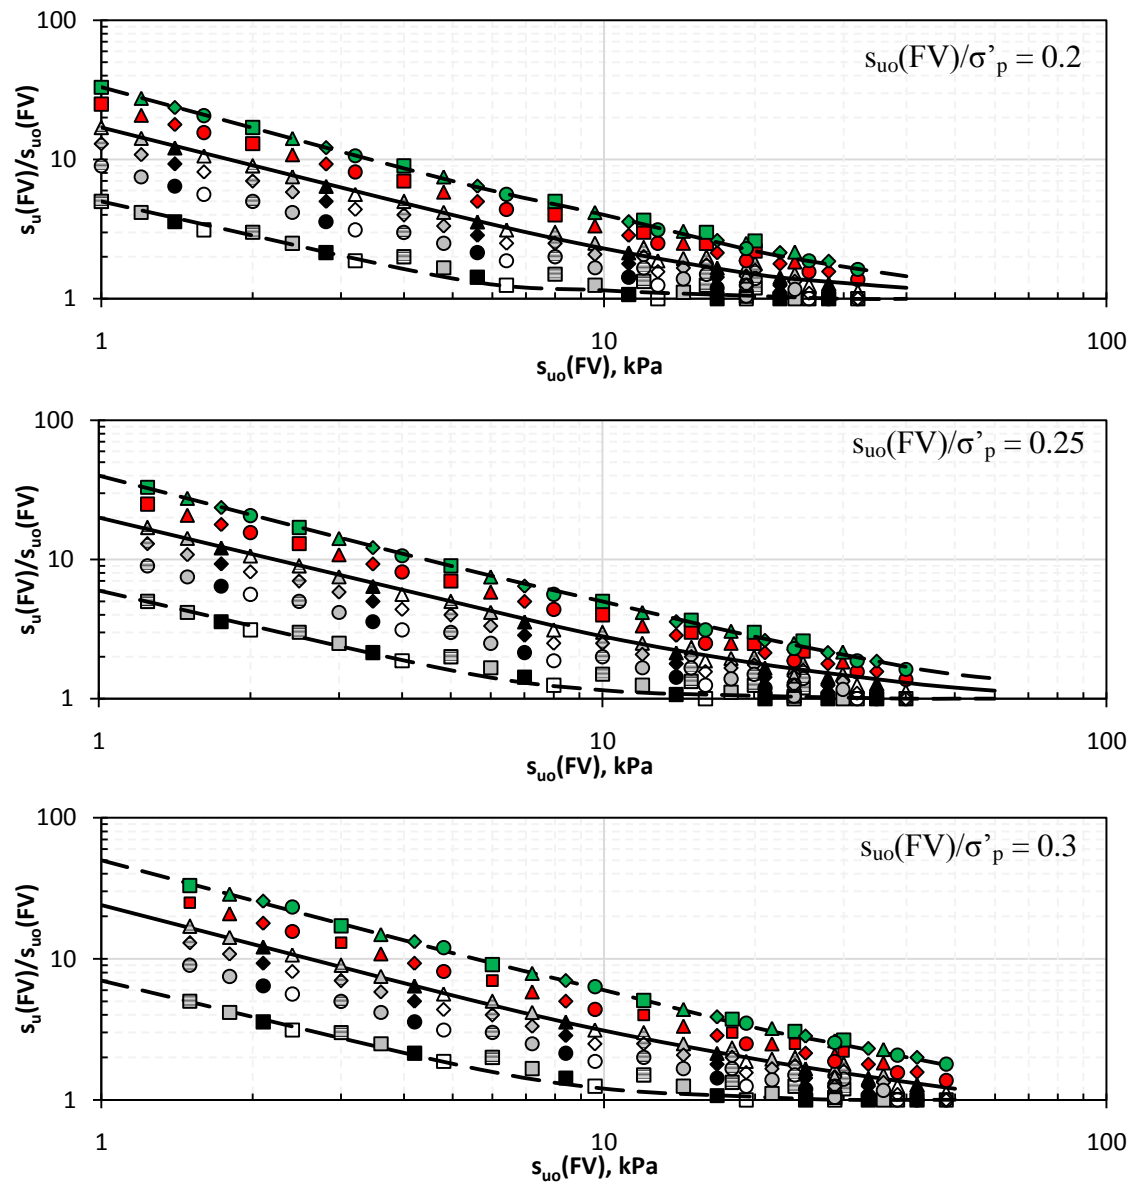 100
s_uo(FV)/σ'_p = 0.2
10
1
1 10 100
s_u(FV)/s_uo(FV)
s_uo(FV), kPa
100
s_uo(FV)/σ'_p = 0.25
10
1
1 10 100
s_u(FV)/s_uo(FV)
s_uo(FV), kPa
100
s_uo(FV)/σ'_p = 0.3
10
1
1 10 100
s_u(FV)/s_uo(FV)
s_uo(FV), kPa